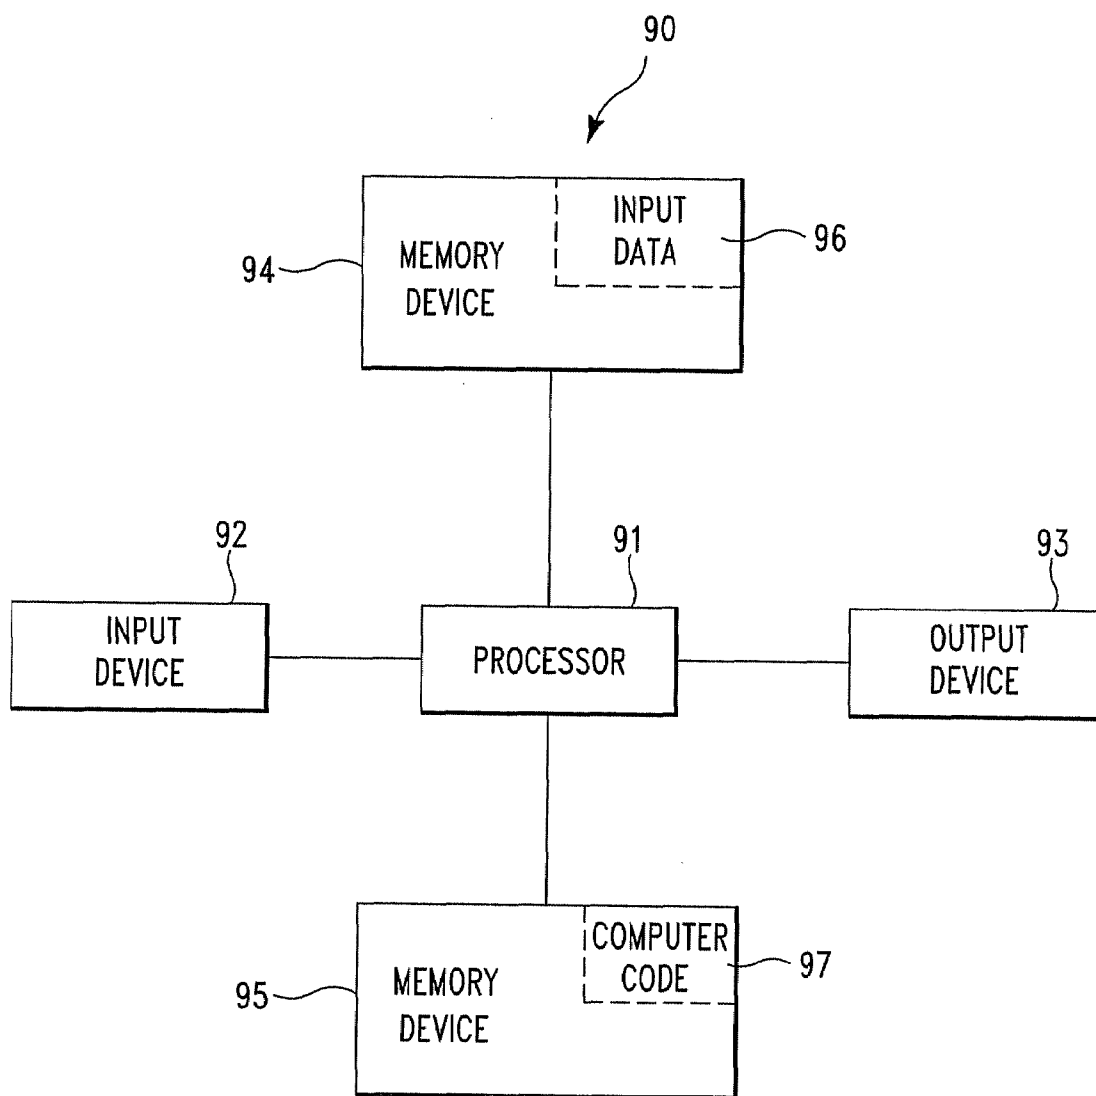 90
INPUT
DATA
96
94
MEMORY
DEVICE
92
91
93
INPUT
DEVICE
PROCESSOR
OUTPUT
DEVICE
COMPUTER
CODE
97
95
MEMORY
DEVICE